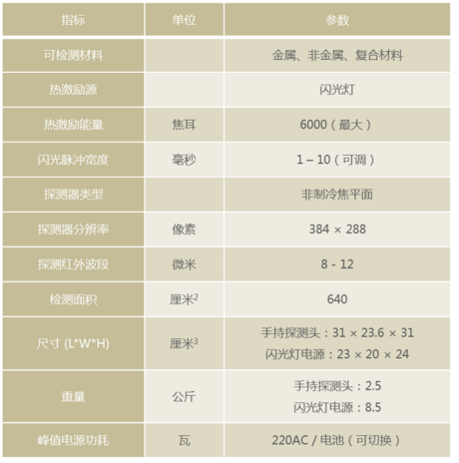 指标 单位 参数
可检测材料 金属、非金属、复合材料
热激励源 闪光灯
热激励能量 焦耳 6000（最大）
闪光脉冲宽度 毫秒 1 – 10（可调）
探测器类型 非制冷焦平面
探测器分辨率 像素 384 × 288
探测红外波段 微米 8 - 12
检测面积 厘米² 640
尺寸 (L*W*H) 厘米³ 手持探测头：31 × 23.6 × 31
闪光灯电源：23 × 20 × 24
重量 公斤 手持探测头：2.5
闪光灯电源：8.5
峰值电源功耗 瓦 220AC / 电池（可切换）